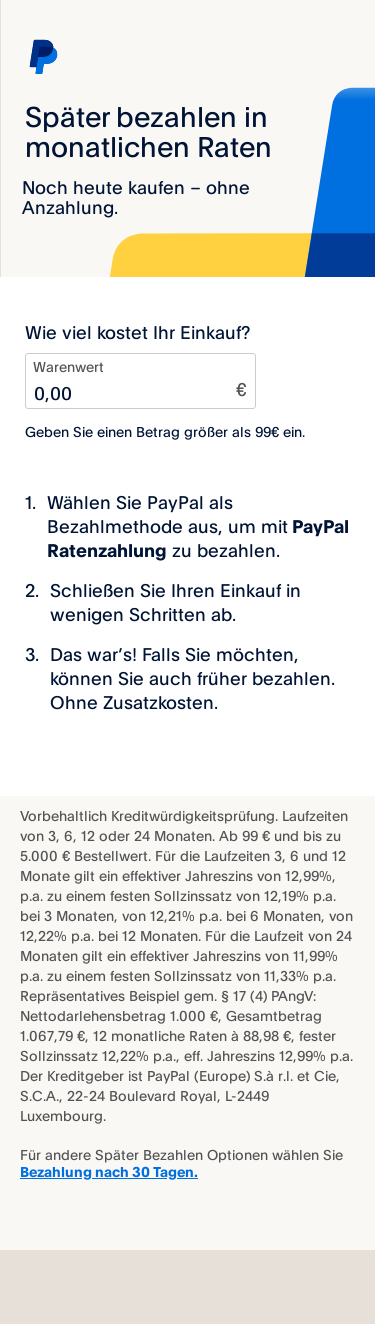 Später bezahlen in
monatlichen Raten
Noch heute kaufen – ohne
Anzahlung.
Wie viel kostet Ihr Einkauf?
Warenwert
0,00 €
Geben Sie einen Betrag größer als 99€ ein.
1. Wählen Sie PayPal als
Bezahlmethode aus, um mit PayPal
Ratenzahlung zu bezahlen.
2. Schließen Sie Ihren Einkauf in
wenigen Schritten ab.
3. Das war’s! Falls Sie möchten,
können Sie auch früher bezahlen.
Ohne Zusatzkosten.
Vorbehaltlich Kreditwürdigkeitsprüfung. Laufzeiten
von 3, 6, 12 oder 24 Monaten. Ab 99 € und bis zu
5.000 € Bestellwert. Für die Laufzeiten 3, 6 und 12
Monate gilt ein effektiver Jahreszins von 12,99%,
p.a. zu einem festen Sollzinssatz von 12,19% p.a.
bei 3 Monaten, von 12,21% p.a. bei 6 Monaten, von
12,22% p.a. bei 12 Monaten. Für die Laufzeit von 24
Monaten gilt ein effektiver Jahreszins von 11,99%
p.a. zu einem festen Sollzinssatz von 11,33% p.a.
Repräsentatives Beispiel gem. § 17 (4) PAngV:
Nettodarlehensbetrag 1.000 €, Gesamtbetrag
1.067,79 €, 12 monatliche Raten à 88,98 €, fester
Sollzinssatz 12,22% p.a., eff. Jahreszins 12,99% p.a.
Der Kreditgeber ist PayPal (Europe) S.à r.l. et Cie,
S.C.A., 22-24 Boulevard Royal, L-2449
Luxembourg.
Für andere Später Bezahlen Optionen wählen Sie
Bezahlung nach 30 Tagen.